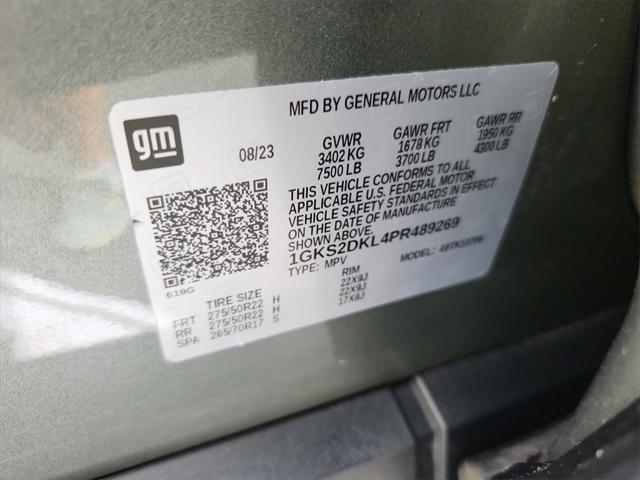 MFD BY GENERAL MOTORS LLC
gm
08/23
GVWR GAWR FRT GAWR RR
3402 KG 1678 KG 1950 KG
7500 LB 3700 LB 4300 LB
THIS VEHICLE CONFORMS TO ALL
APPLICABLE U.S. FEDERAL MOTOR
VEHICLE SAFETY STANDARDS IN EFFECT
ON THE DATE OF MANUFACTURE
1GKS2DKL4PR489269
TYPE: MPV MODEL:
619G
TIRE SIZE RIM
FRT 275/50R22 H 22X9J
RR 275/50R22 H 22X9J
SPA 265/70R17 S 17X8J